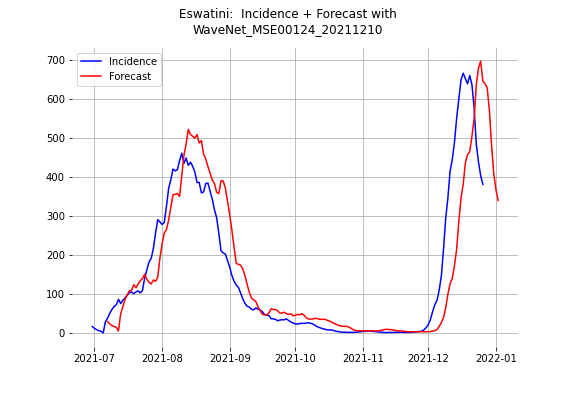 Eswatini:  Incidence + Forecast with
WaveNet_MSE00124_20211210
Incidence
Forecast
700
600
500
400
300
200
100
0
2021-07 2021-08 2021-09 2021-10 2021-11 2021-12 2022-01